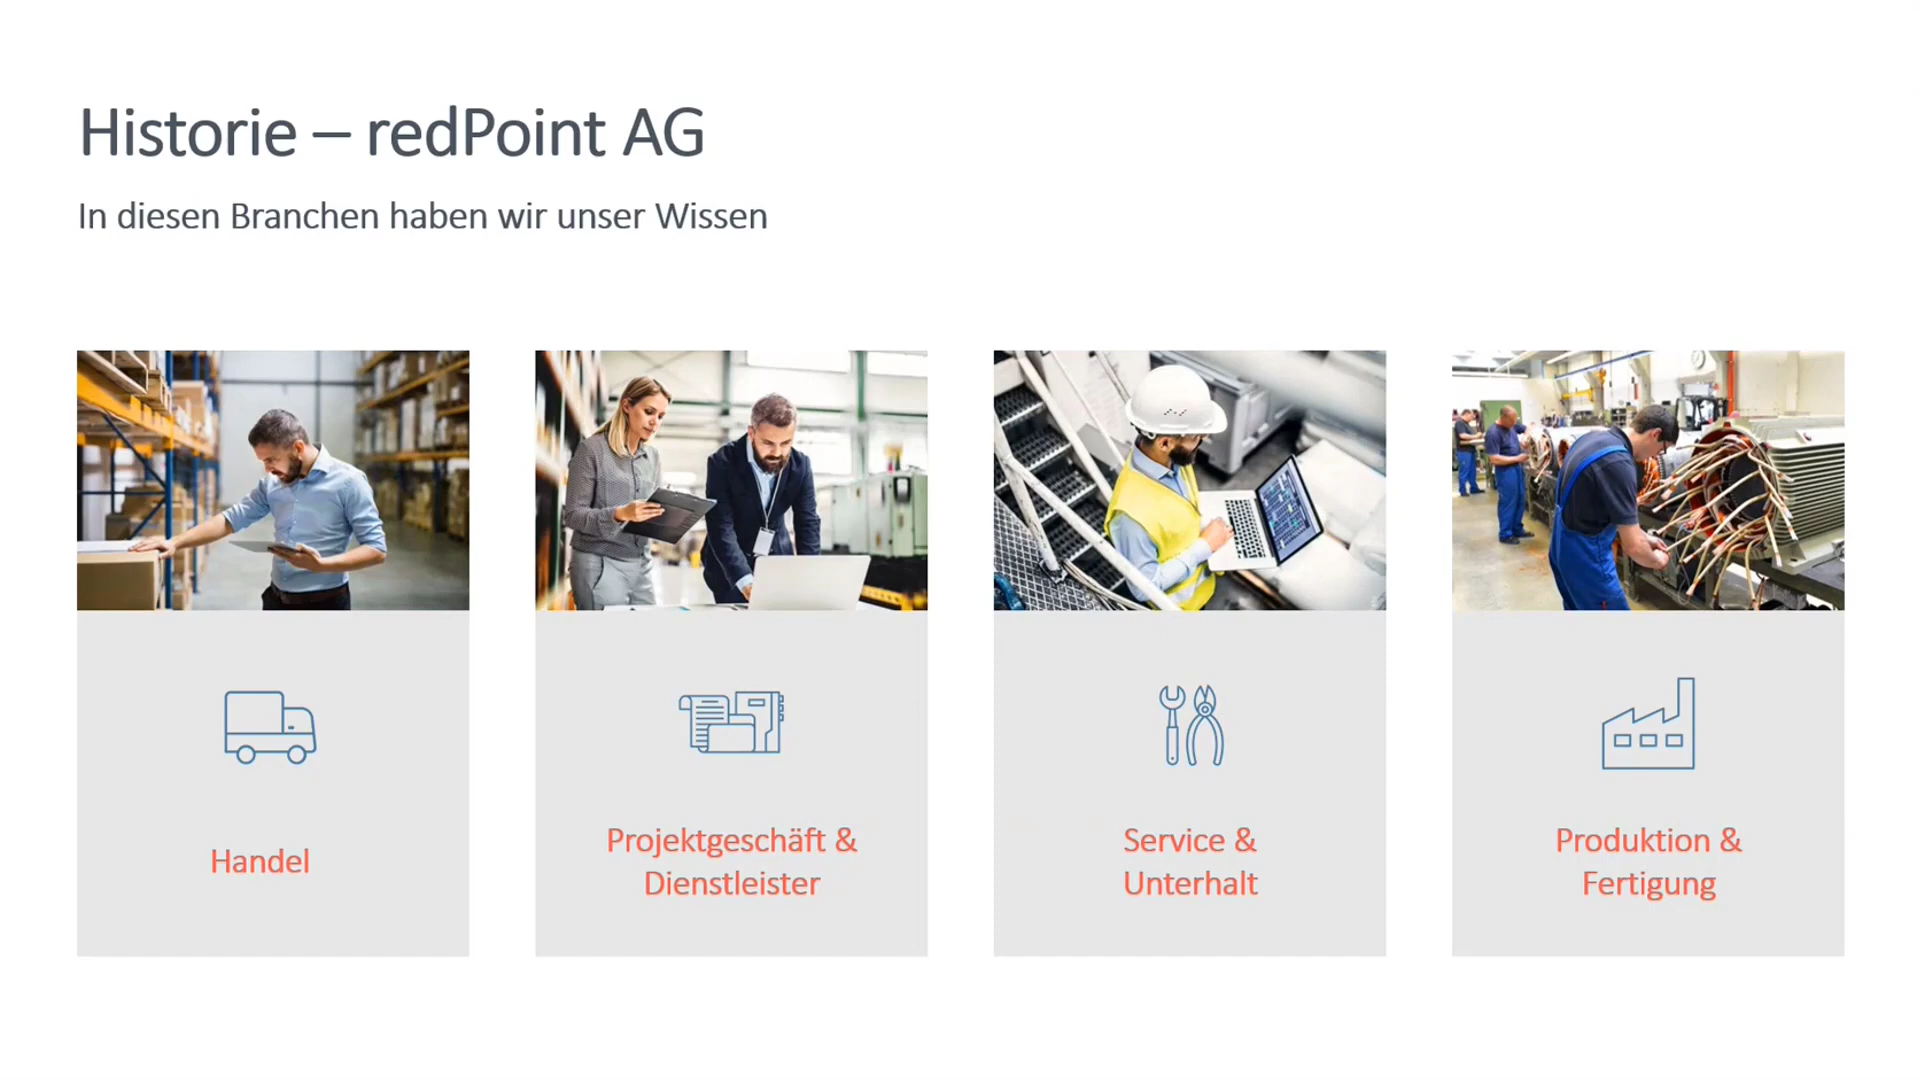 Historie – redPoint AG
In diesen Branchen haben wir unser Wissen
Handel
Projektgeschäft &
Dienstleister
Service &
Unterhalt
Produktion &
Fertigung